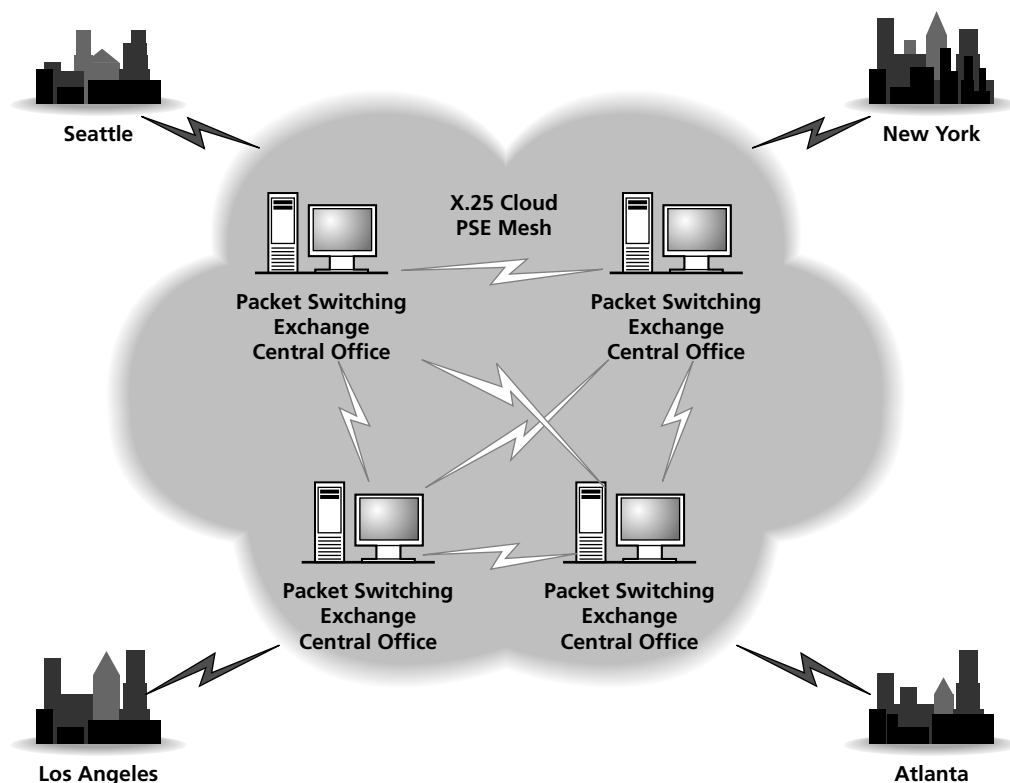 Seattle
New York
X.25 Cloud
PSE Mesh
Packet Switching
Exchange
Central Office
Packet Switching
Exchange
Central Office
Packet Switching
Exchange
Central Office
Packet Switching
Exchange
Central Office
Los Angeles
Atlanta